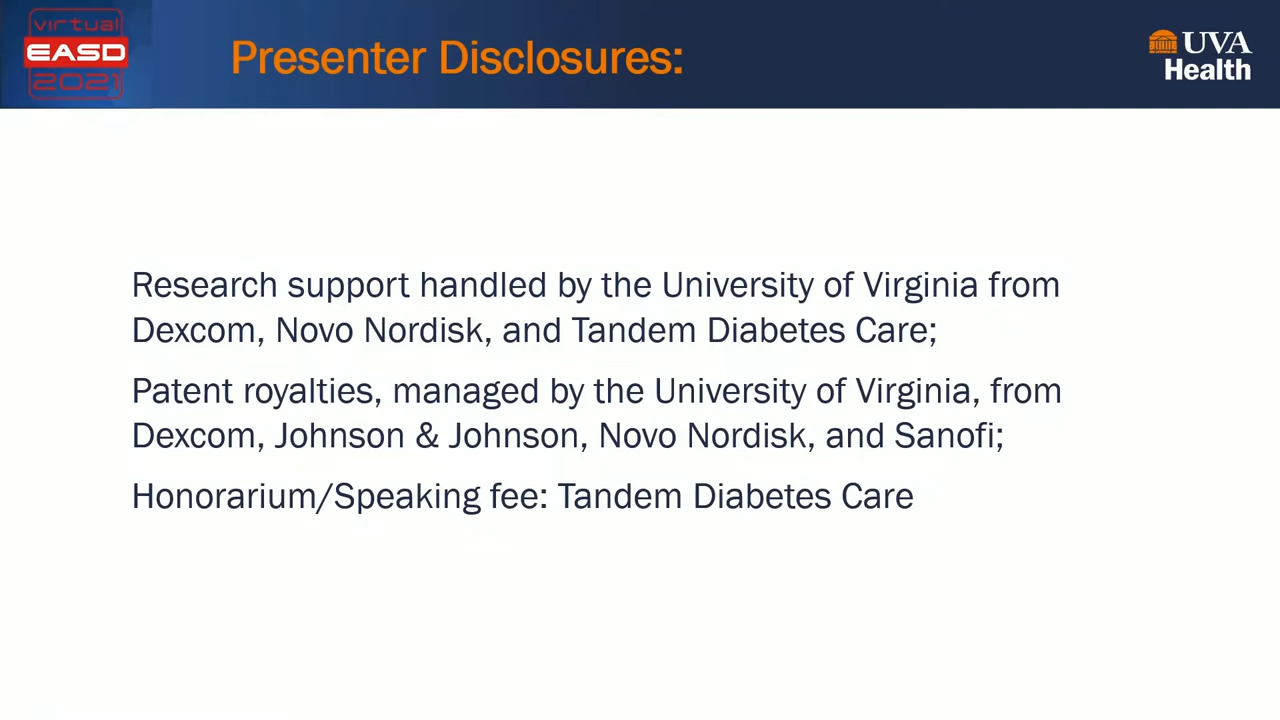 virtual
EASD
2021
Presenter Disclosures:
UVA
Health
Research support handled by the University of Virginia from
Dexcom, Novo Nordisk, and Tandem Diabetes Care;
Patent royalties, managed by the University of Virginia, from
Dexcom, Johnson & Johnson, Novo Nordisk, and Sanofi;
Honorarium/Speaking fee: Tandem Diabetes Care